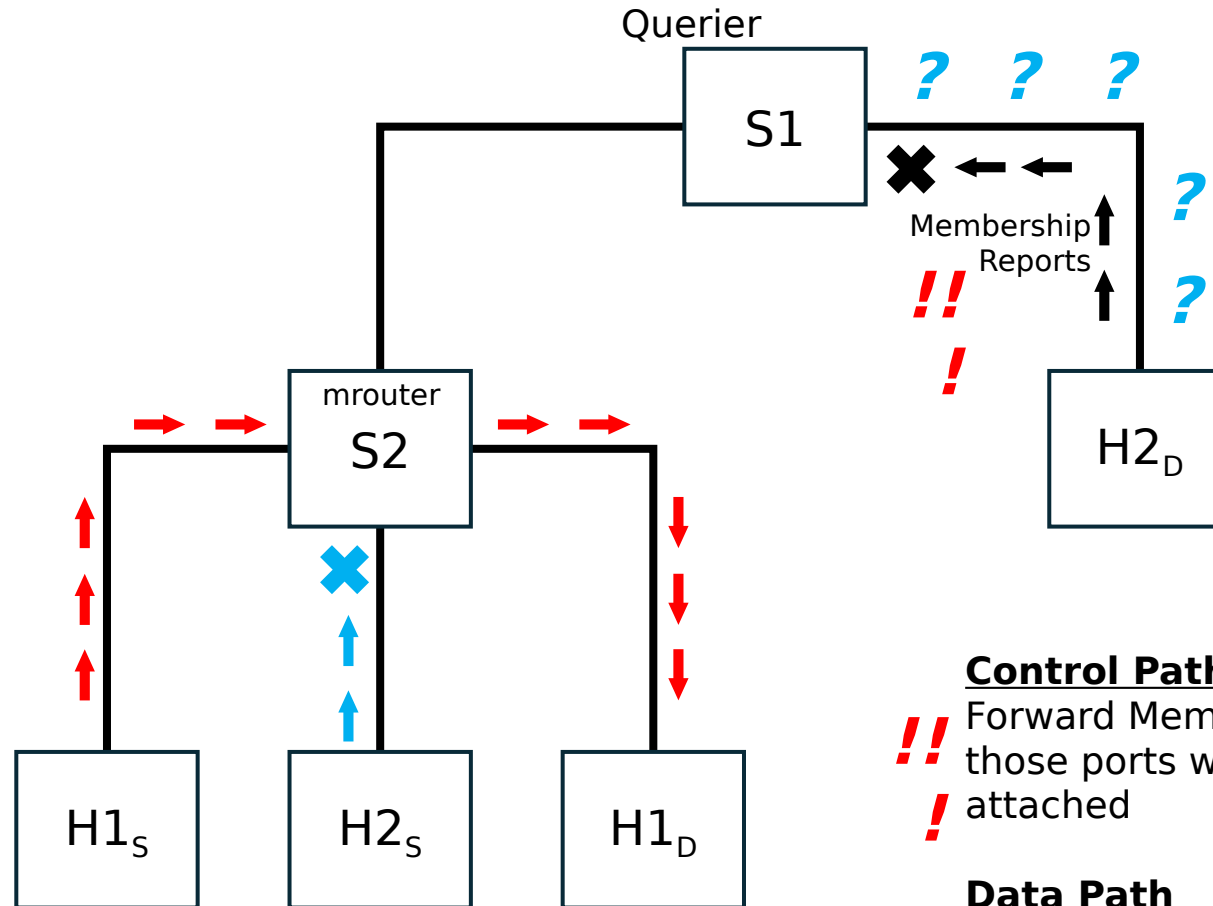 Querier
S1
? ? ?
?
Membership
Reports
!!
?
!
mrouter
S2
H2D
Control Path
Forward Mem
!!
those ports w
attached
!
H1S
H2S
H1D
Data Path